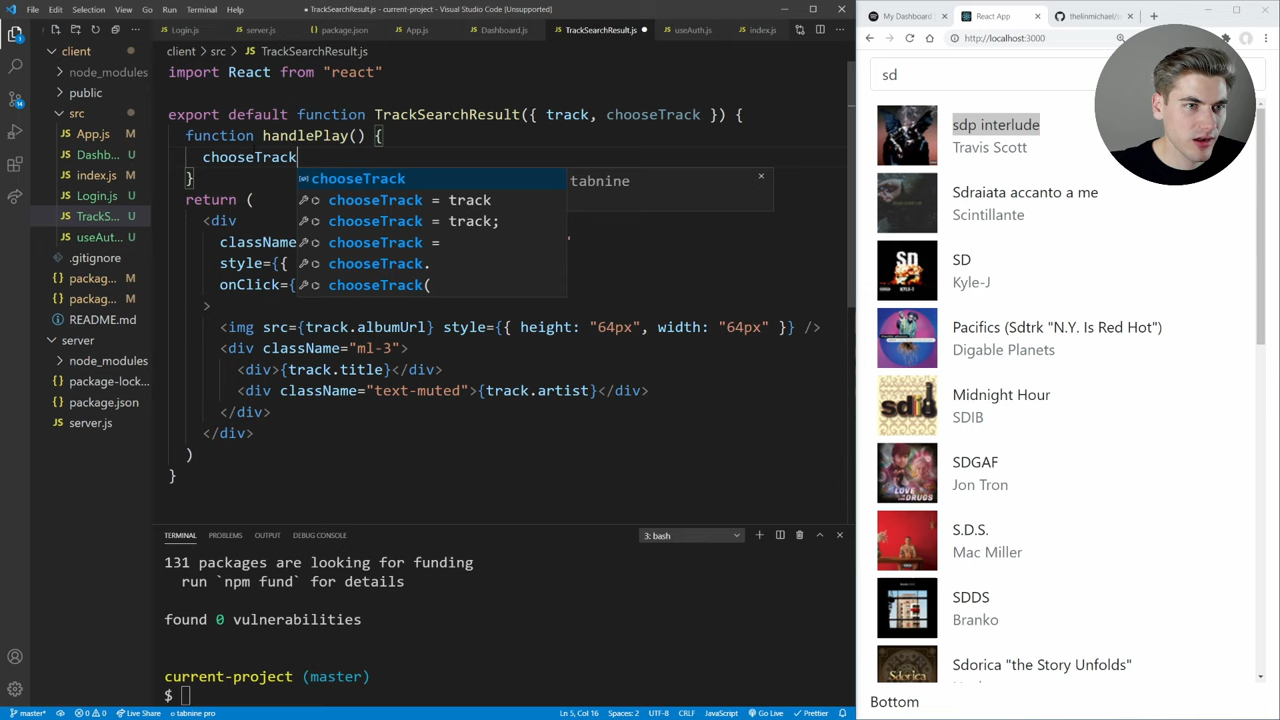 File Edit Selection View Go Run Terminal Help
TrackSearchResult.js - current-project - Visual Studio Code [Unsupported]
Login.js server.js package.json App.js Dashboard.js TrackSearchResult.js useAuth.js index.js
client
node_modules
public
src
App.js
Dashb...
index.js
Login.js
TrackS...
useAut...
.gitignore
packag...
packag...
README.md
server
node_modules
package-lock...
package.json
server.js
U
U
U
U
U
client > src > TrackSearchResult.js
import React from "react"
export default function TrackSearchResult({ track, chooseTrack }) {
function handlePlay() {
chooseTrack
}
chooseTrack
chooseTrack = track
chooseTrack = track;
chooseTrack =
chooseTrack.
chooseTrack(
tabnine
return (
<div
className
style={{
onClick={
<img src={track.albumUrl} style={{ height: "64px", width: "64px" }} />
<div className="ml-3">
<div>{track.title}</div>
<div className="text-muted">{track.artist}</div>
</div>
</div>
)
}
TERMINAL PROBLEMS OUTPUT DEBUG CONSOLE
3: bash
131 packages are looking for funding
run `npm fund` for details
found 0 vulnerabilities
current-project (master)
$
master* 0 0 Live Share tabnine pro
Ln 5, Col 16 Spaces: 2 UTF-8 CRLF JavaScript Go Live Prettier
My Dashboard React App
http://localhost:3000
sd
sdp interlude
Travis Scott
Sdraiata accanto a me
Scintillante
SD
Kyle-J
Pacifics (Sdtrk "N.Y. Is Red Hot")
Digable Planets
Midnight Hour
SDIB
SDGAF
Jon Tron
S.D.S.
Mac Miller
SDDS
Branko
Sdorica "the Story Unfolds"
Bottom